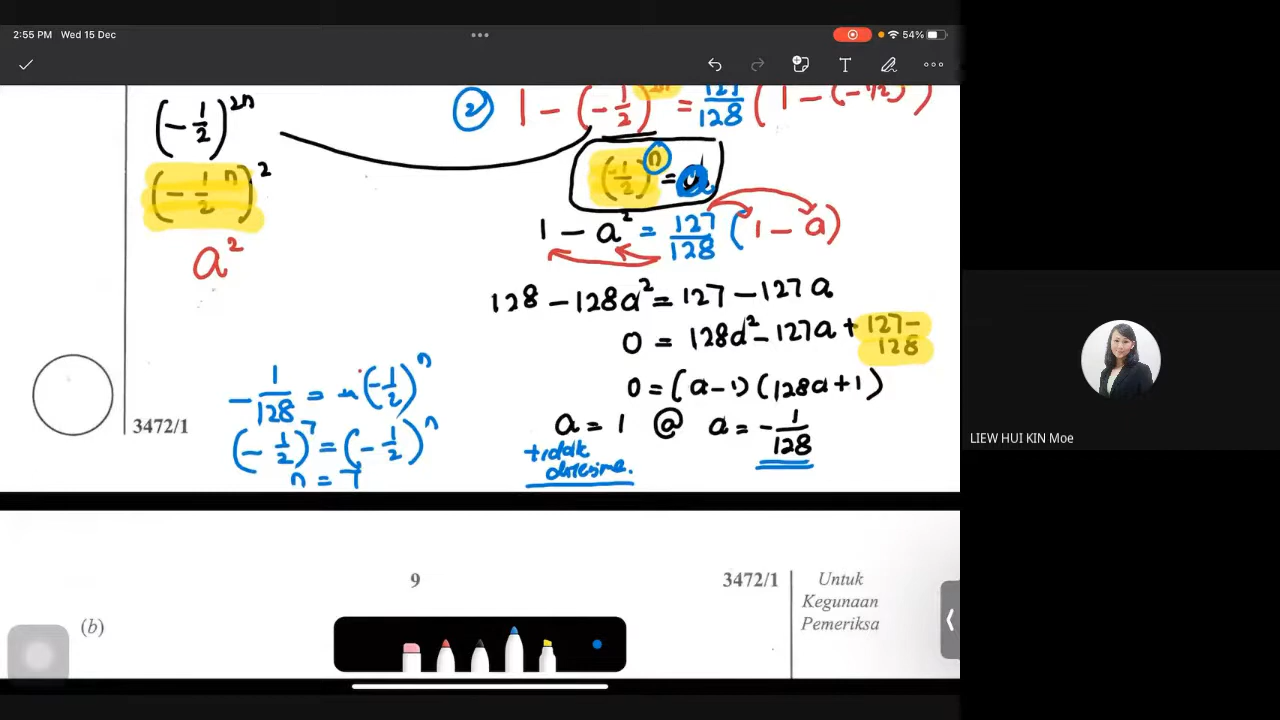 2:55 PM Wed 15 Dec
54%
(-1/2)^2n
(-1/2^n)^2
a^2
② 1 - (-1/2)^2n = 127/128 (1 - (-1/2)
(-1/2)^n =
1 - a^2 = 127/128 (1 - a)
128 - 128a^2 = 127 - 127a
0 = 128a^2 - 127a + 127 - 128
0 = (a-1)(128a+1)
a = 1 @ a = -1/128
tidak
diterima.
-1/128 = (-1/2)^n
(-1/2)^7 = (-1/2)^n
n = 7
3472/1
9
3472/1
Untuk
Kegunaan
Pemeriksa
(b)
LIEW HUI KIN Moe